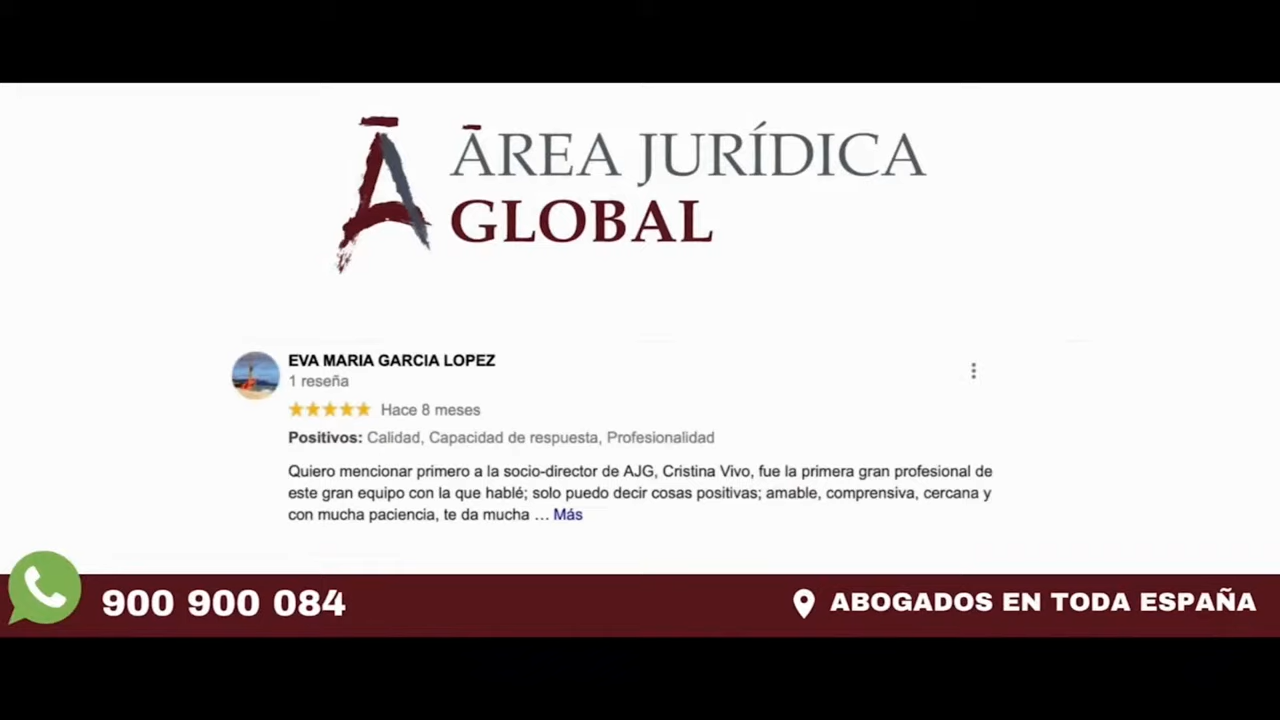 ÁREA JURÍDICA
GLOBAL
EVA MARIA GARCIA LOPEZ
1 reseña
Hace 8 meses
Positivos: Calidad, Capacidad de respuesta, Profesionalidad
Quiero mencionar primero a la socio-director de AJG, Cristina Vivo, fue la primera gran profesional de
este gran equipo con la que hablé; solo puedo decir cosas positivas; amable, comprensiva, cercana y
con mucha paciencia, te da mucha … Más
900 900 084
ABOGADOS EN TODA ESPAÑA